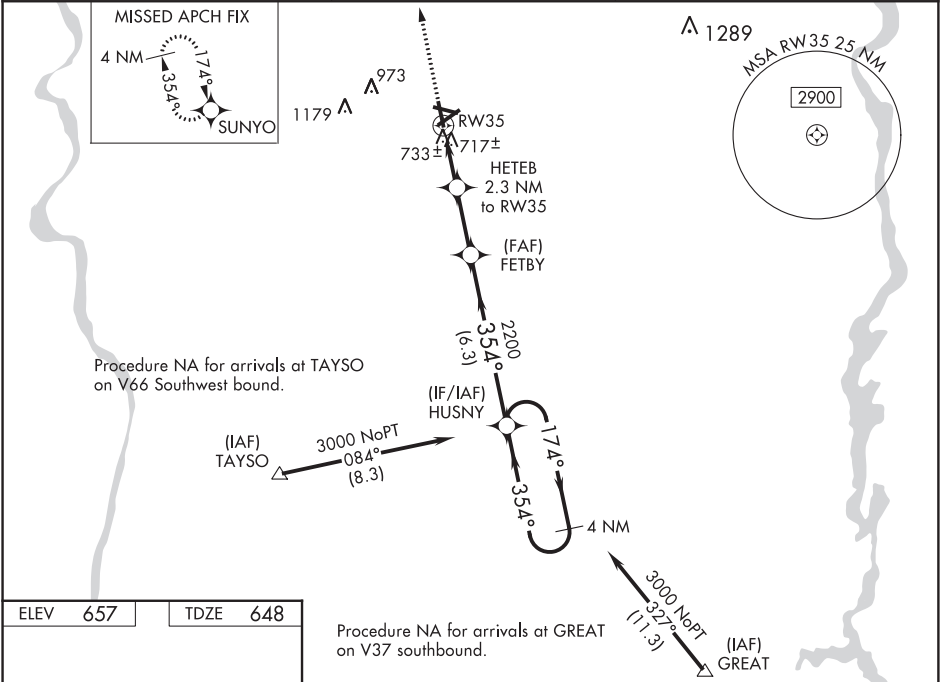 MISSED APCH FIX
4 NM
174°
354°
SUNYO
1289
MSA RW35 25 NM
2900
973
1179
RW35
733±
717±
HETEB
2.3 NM
to RW35
(FAF)
FETBY
2200
354°
(6.3)
Procedure NA for arrivals at TAYSO
on V66 Southwest bound.
(IF/IAF)
HUSNY
(IAF)
TAYSO
3000 NoPT
084°
(8.3)
174°
354°
4 NM
3000 NoPT
327°
(11.3)
(IAF)
GREAT
ELEV 657
TDZE 648
Procedure NA for arrivals at GREAT
on V37 southbound.